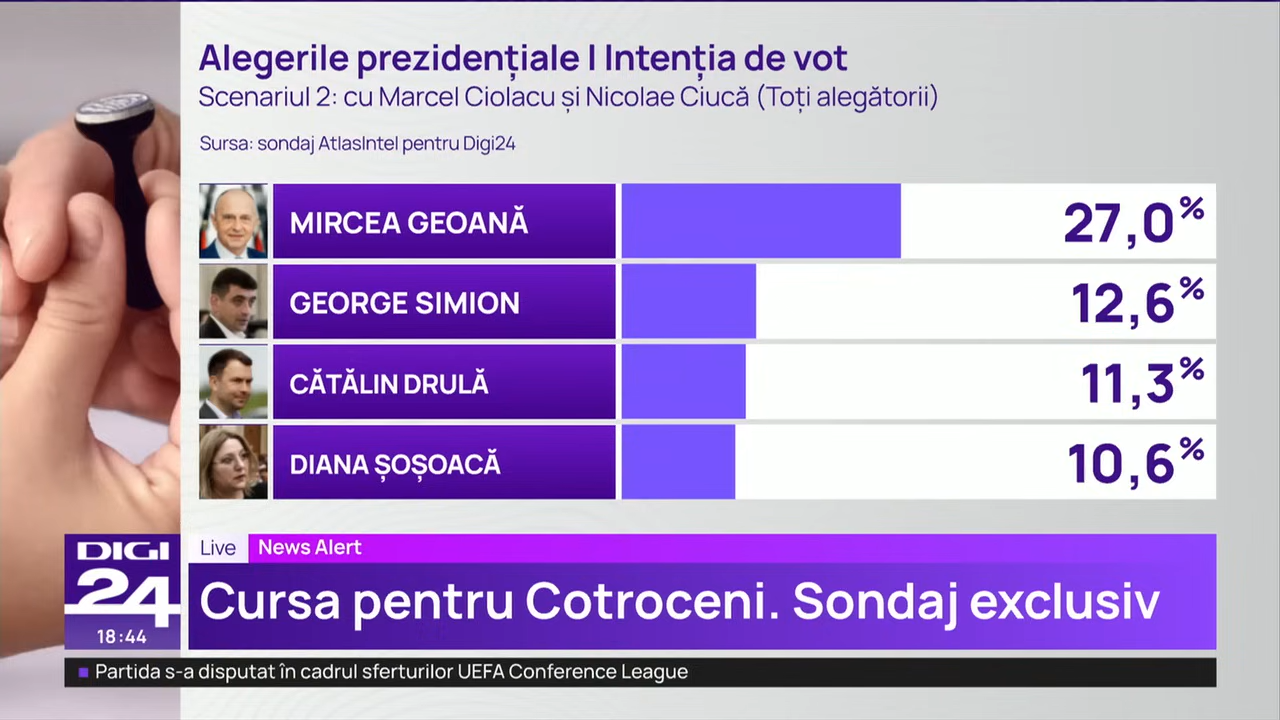 Alegerile prezidențiale | Intenția de vot
Scenariul 2: cu Marcel Ciolacu și Nicolae Ciucă (Toți alegătorii)
Sursa: sondaj AtlasIntel pentru Digi24
MIRCEA GEOANĂ 27,0%
GEORGE SIMION 12,6%
CĂTĂLIN DRULĂ 11,3%
DIANA ȘOȘOACĂ 10,6%
DIGI
24
18:44
Live News Alert
Cursa pentru Cotroceni. Sondaj exclusiv
Partida s-a disputat în cadrul sferturilor UEFA Conference League